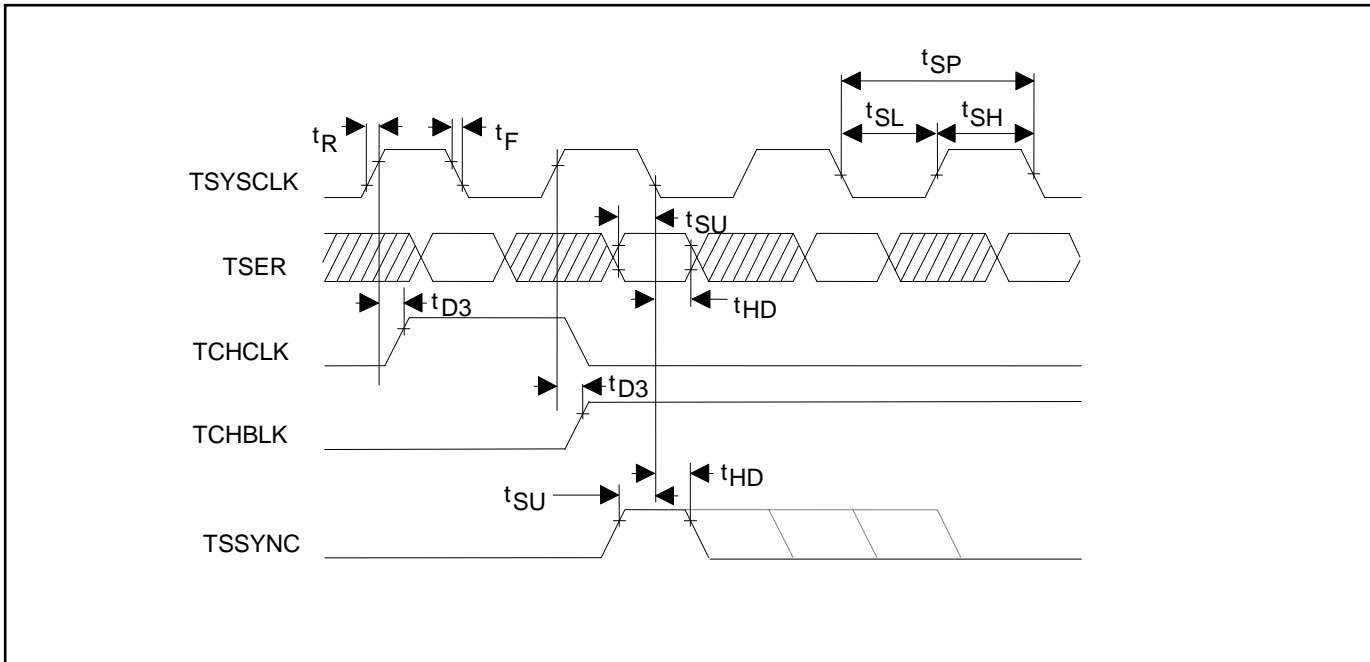 tSP
tSL tSH
tR tF
TSYSCLK
tSU
TSER
tD3 tHD
TCHCLK
tD3
TCHBLK
tHD
tSU
TSSYNC